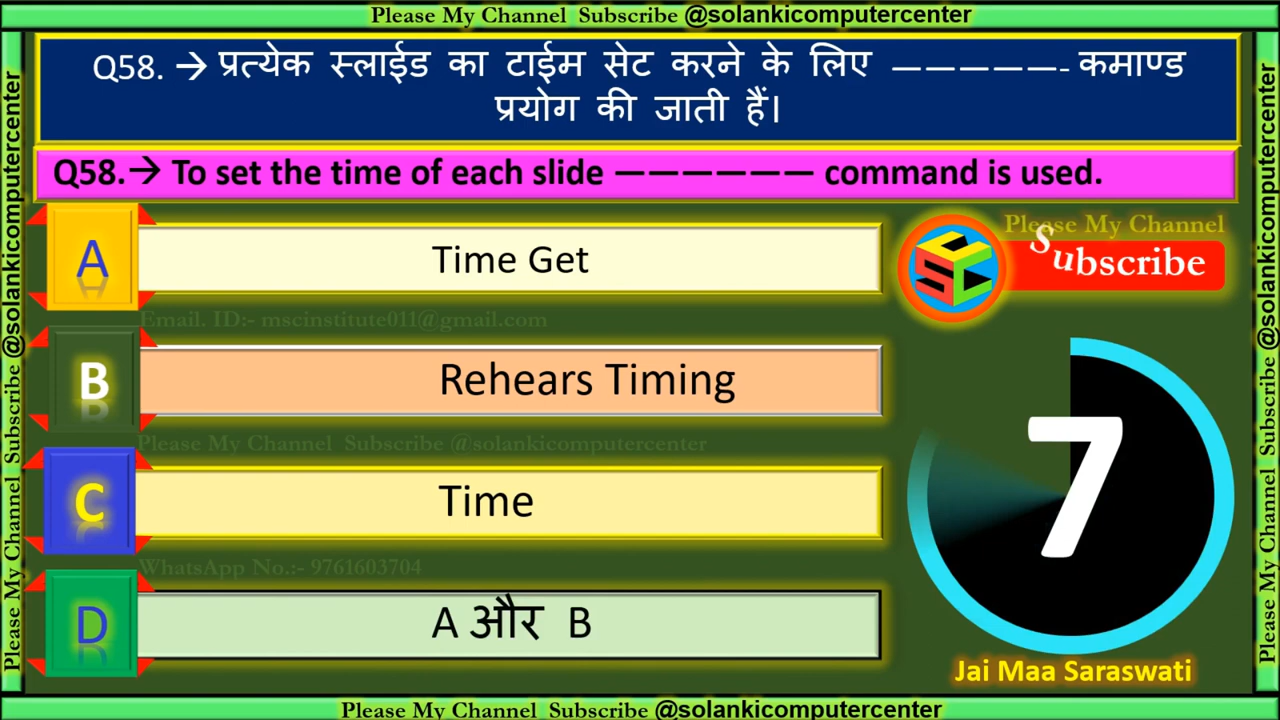 Please My Channel Subscribe @solankicomputercenter
Please My Channel Subscribe @solankicomputercenter
Q58. → प्रत्येक स्लाईड का टाईम सेट करने के लिए —————- कमाण्ड
प्रयोग की जाती हैं।
Q58.→ To set the time of each slide —————— command is used.
A
Time Get
Please My Channel
Subscribe
CSC
Email. ID:- mscinstitute011@gmail.com
B
Rehears Timing
Please My Channel Subscribe @solankicomputercenter
7
C
Time
WhatsApp No.:- 9761603704
D
A और B
Jai Maa Saraswati
Please My Channel Subscribe @solankicomputercenter
Please My Channel Subscribe @solankicomputercenter